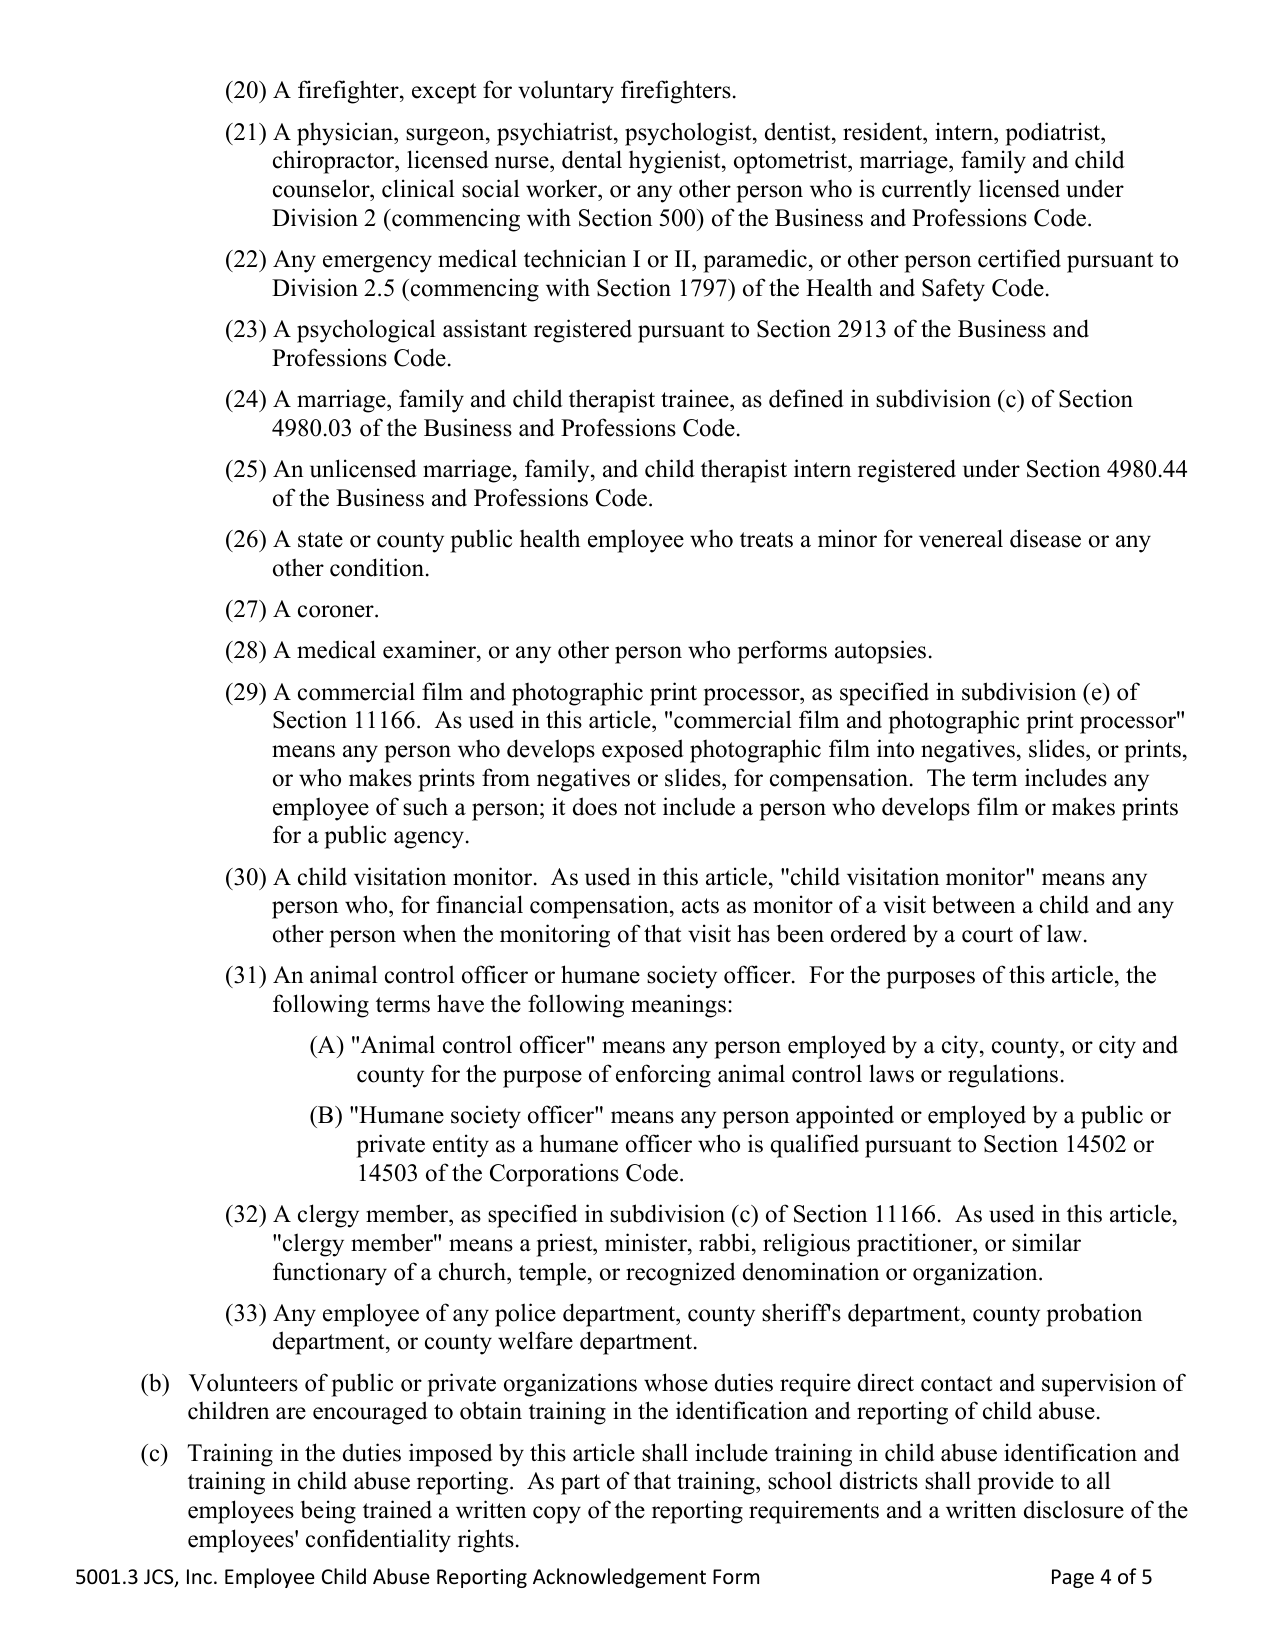 (20) A firefighter, except for voluntary firefighters.
(21) A physician, surgeon, psychiatrist, psychologist, dentist, resident, intern, podiatrist,
chiropractor, licensed nurse, dental hygienist, optometrist, marriage, family and child
counselor, clinical social worker, or any other person who is currently licensed under
Division 2 (commencing with Section 500) of the Business and Professions Code.
(22) Any emergency medical technician I or II, paramedic, or other person certified pursuant to
Division 2.5 (commencing with Section 1797) of the Health and Safety Code.
(23) A psychological assistant registered pursuant to Section 2913 of the Business and
Professions Code.
(24) A marriage, family and child therapist trainee, as defined in subdivision (c) of Section
4980.03 of the Business and Professions Code.
(25) An unlicensed marriage, family, and child therapist intern registered under Section 4980.44
of the Business and Professions Code.
(26) A state or county public health employee who treats a minor for venereal disease or any
other condition.
(27) A coroner.
(28) A medical examiner, or any other person who performs autopsies.
(29) A commercial film and photographic print processor, as specified in subdivision (e) of
Section 11166.  As used in this article, "commercial film and photographic print processor"
means any person who develops exposed photographic film into negatives, slides, or prints,
or who makes prints from negatives or slides, for compensation.  The term includes any
employee of such a person; it does not include a person who develops film or makes prints
for a public agency.
(30) A child visitation monitor.  As used in this article, "child visitation monitor" means any
person who, for financial compensation, acts as monitor of a visit between a child and any
other person when the monitoring of that visit has been ordered by a court of law.
(31) An animal control officer or humane society officer.  For the purposes of this article, the
following terms have the following meanings:
(A) "Animal control officer" means any person employed by a city, county, or city and
county for the purpose of enforcing animal control laws or regulations.
(B) "Humane society officer" means any person appointed or employed by a public or
private entity as a humane officer who is qualified pursuant to Section 14502 or
14503 of the Corporations Code.
(32) A clergy member, as specified in subdivision (c) of Section 11166.  As used in this article,
"clergy member" means a priest, minister, rabbi, religious practitioner, or similar
functionary of a church, temple, or recognized denomination or organization.
(33) Any employee of any police department, county sheriff's department, county probation
department, or county welfare department.
(b) Volunteers of public or private organizations whose duties require direct contact and supervision of
children are encouraged to obtain training in the identification and reporting of child abuse.
(c) Training in the duties imposed by this article shall include training in child abuse identification and
training in child abuse reporting.  As part of that training, school districts shall provide to all
employees being trained a written copy of the reporting requirements and a written disclosure of the
employees' confidentiality rights.
5001.3 JCS, Inc. Employee Child Abuse Reporting Acknowledgement Form Page 4 of 5